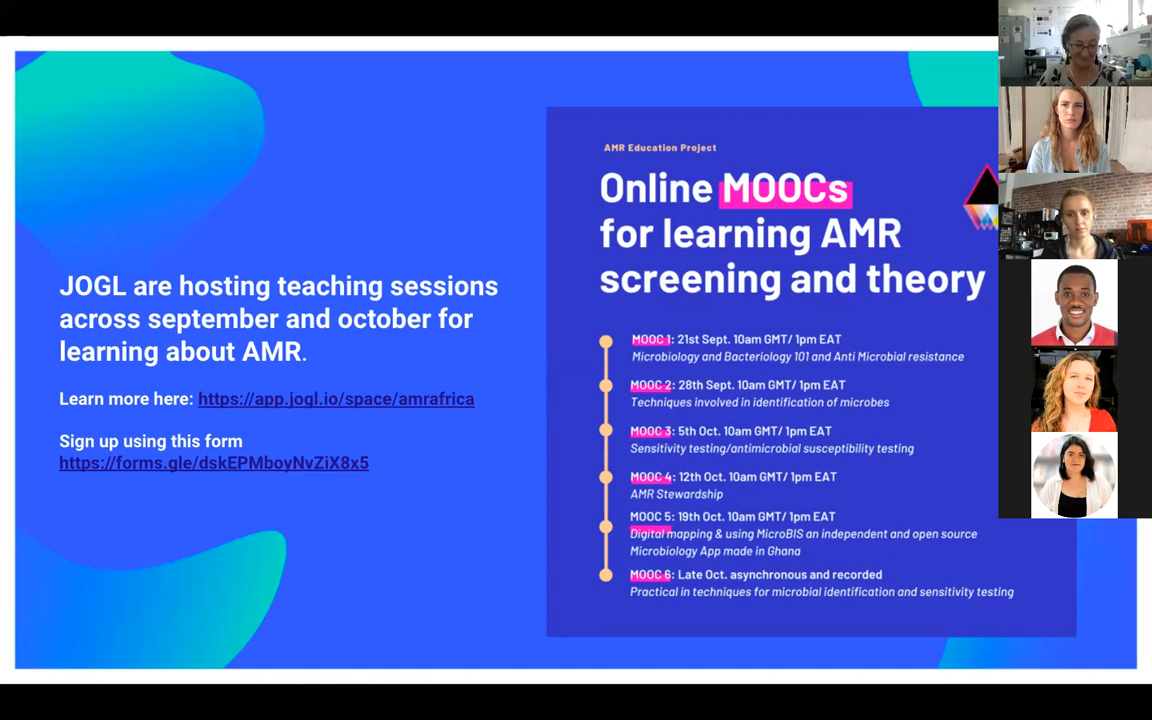 JOGL are hosting teaching sessions
across september and october for
learning about AMR.
Learn more here: https://app.jogl.io/space/amrafrica
Sign up using this form
https://forms.gle/dskEPMboyNvZiX8x5
AMR Education Project
Online MOOCs
for learning AMR
screening and theory
MOOC 1: 21st Sept. 10am GMT/ 1pm EAT
Microbiology and Bacteriology 101 and Anti Microbial resistance
MOOC 2: 28th Sept. 10am GMT/ 1pm EAT
Techniques involved in identification of microbes
MOOC 3: 5th Oct. 10am GMT/ 1pm EAT
Sensitivity testing/antimicrobial susceptibility testing
MOOC 4: 12th Oct. 10am GMT/ 1pm EAT
AMR Stewardship
MOOC 5: 19th Oct. 10am GMT/ 1pm EAT
Digital mapping & using MicroBIS an independent and open source
Microbiology App made in Ghana
MOOC 6: Late Oct. asynchronous and recorded
Practical in techniques for microbial identification and sensitivity testing